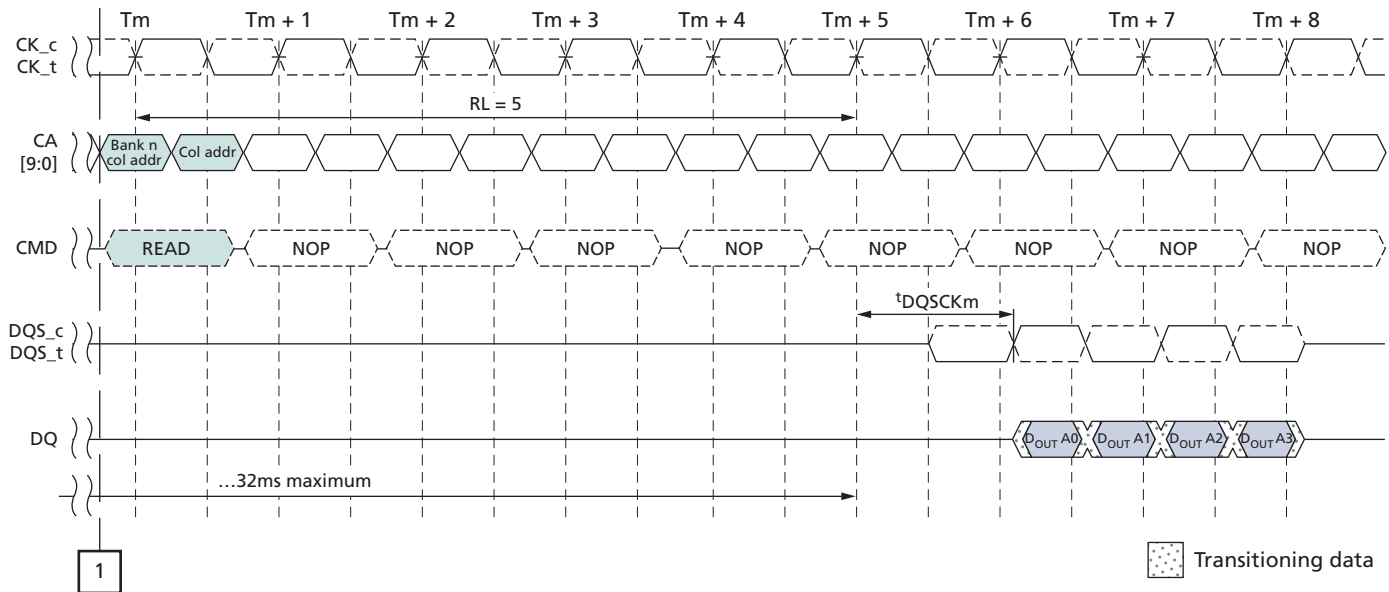 Tm Tm + 1 Tm + 2 Tm + 3 Tm + 4 Tm + 5 Tm + 6 Tm + 7 Tm + 8
CK_c
CK_t
RL = 5
CA
[9:0]
Bank n
col addr
Col addr
CMD READ NOP NOP NOP NOP NOP NOP NOP NOP
tDQSCKm
DQS_c
DQS_t
DQ DOUT A0 DOUT A1 DOUT A2 DOUT A3
…32ms maximum
1
Transitioning data